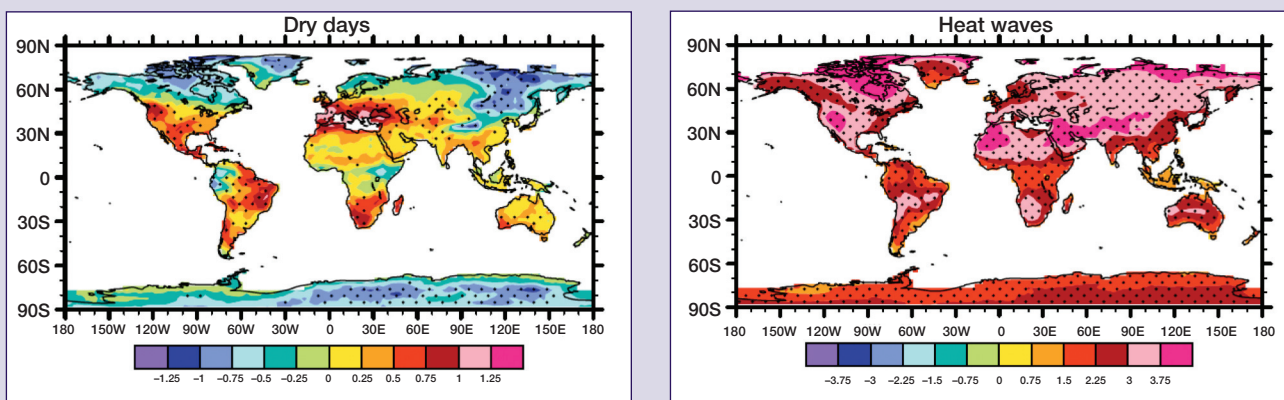 Dry days
90N
60N
30N
0
30S
60S
90S
180 150W 120W 90W 60W 30W 0 30E 60E 90E 120E 150E 180
−1.25 −1 −0.75 −0.5 −0.25 0 0.25 0.5 0.75 1 1.25
Heat waves
90N
60N
30N
0
30S
60S
90S
180 150W 120W 90W 60W 30W 0 30E 60E 90E 120E 150E 180
−3.75 −3 −2.25 −1.5 −0.75 0 0.75 1.5 2.25 3 3.75